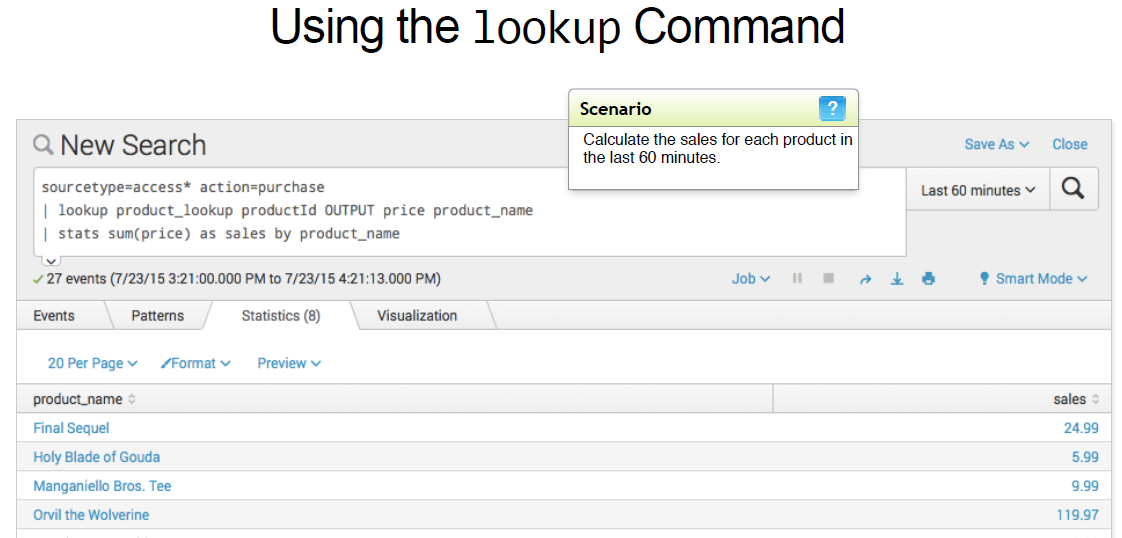 Using the lookup Command
Scenario
?
Calculate the sales for each product in
the last 60 minutes.
New Search
Save As
Close
sourcetype=access* action=purchase
| lookup product_lookup productId OUTPUT price product_name
| stats sum(price) as sales by product_name
Last 60 minutes
27 events (7/23/15 3:21:00.000 PM to 7/23/15 4:21:13.000 PM)
Job
Smart Mode
Events
Patterns
Statistics (8)
Visualization
20 Per Page
Format
Preview
product_name
sales
Final Sequel
24.99
Holy Blade of Gouda
5.99
Manganiello Bros. Tee
9.99
Orvil the Wolverine
119.97